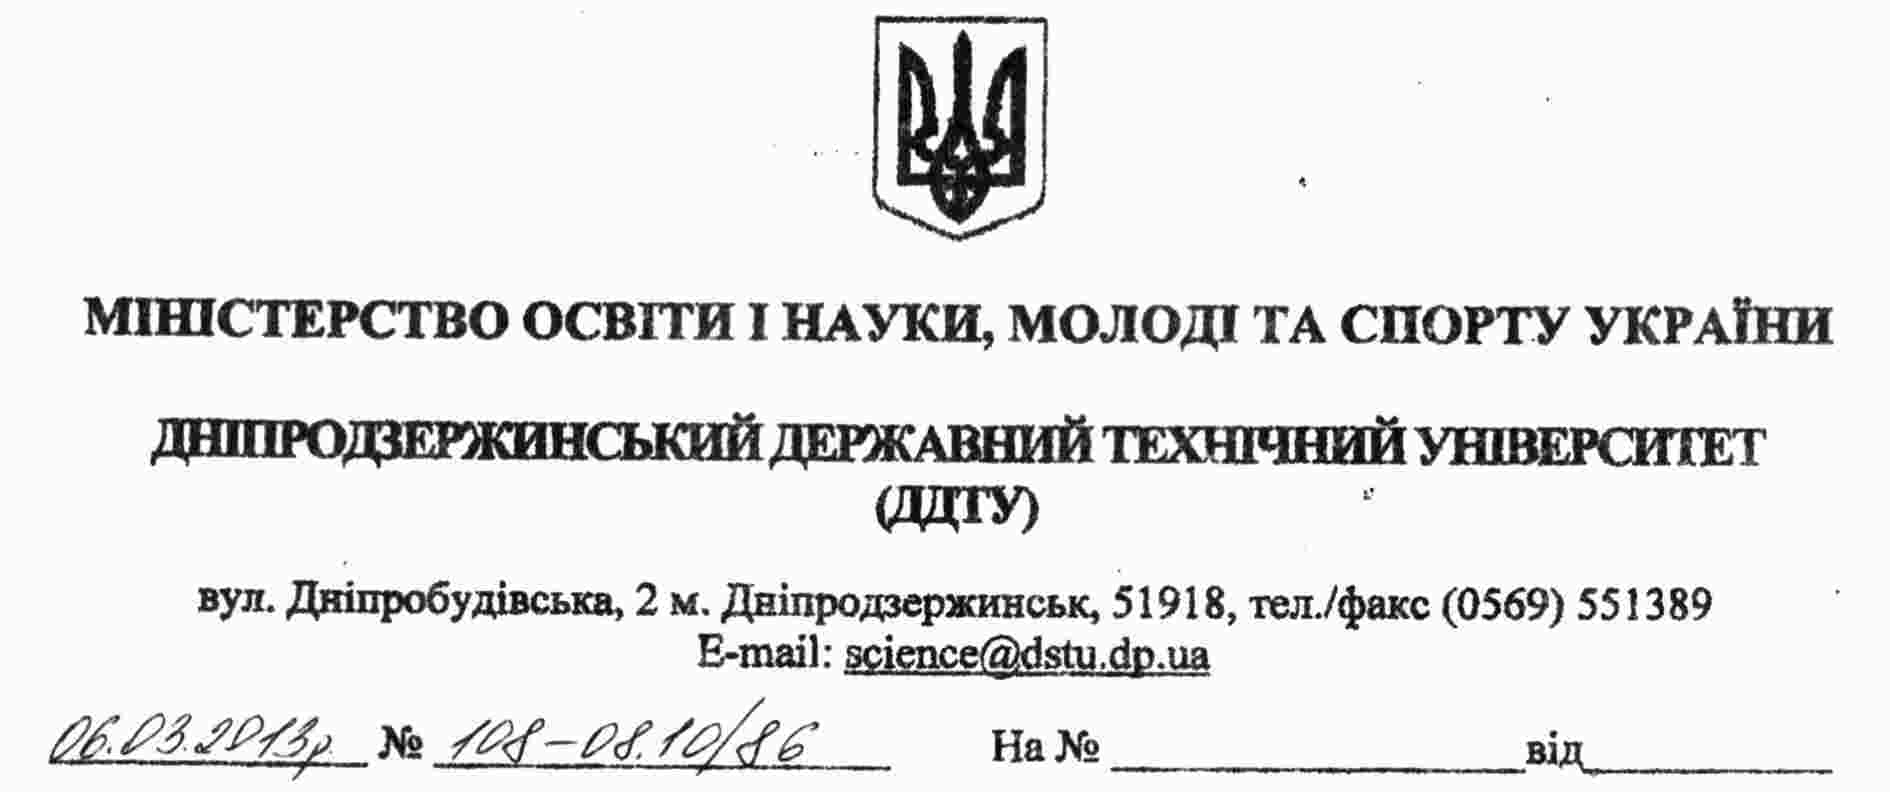 МІНІСТЕРСТВО ОСВІТИ І НАУКИ, МОЛОДІ ТА СПОРТУ УКРАЇНИ
ДНІПРОДЗЕРЖИНСЬКИЙ ДЕРЖАВНИЙ ТЕХНІЧНИЙ УНІВЕРСИТЕТ
(ДДТУ)
вул. Дніпробудівська, 2 м. Дніпродзержинськ, 51918, тел./факс (0569) 551389
E-mail: science@dstu.dp.ua
06.03.2013р. № 108-08.10/86 На № від